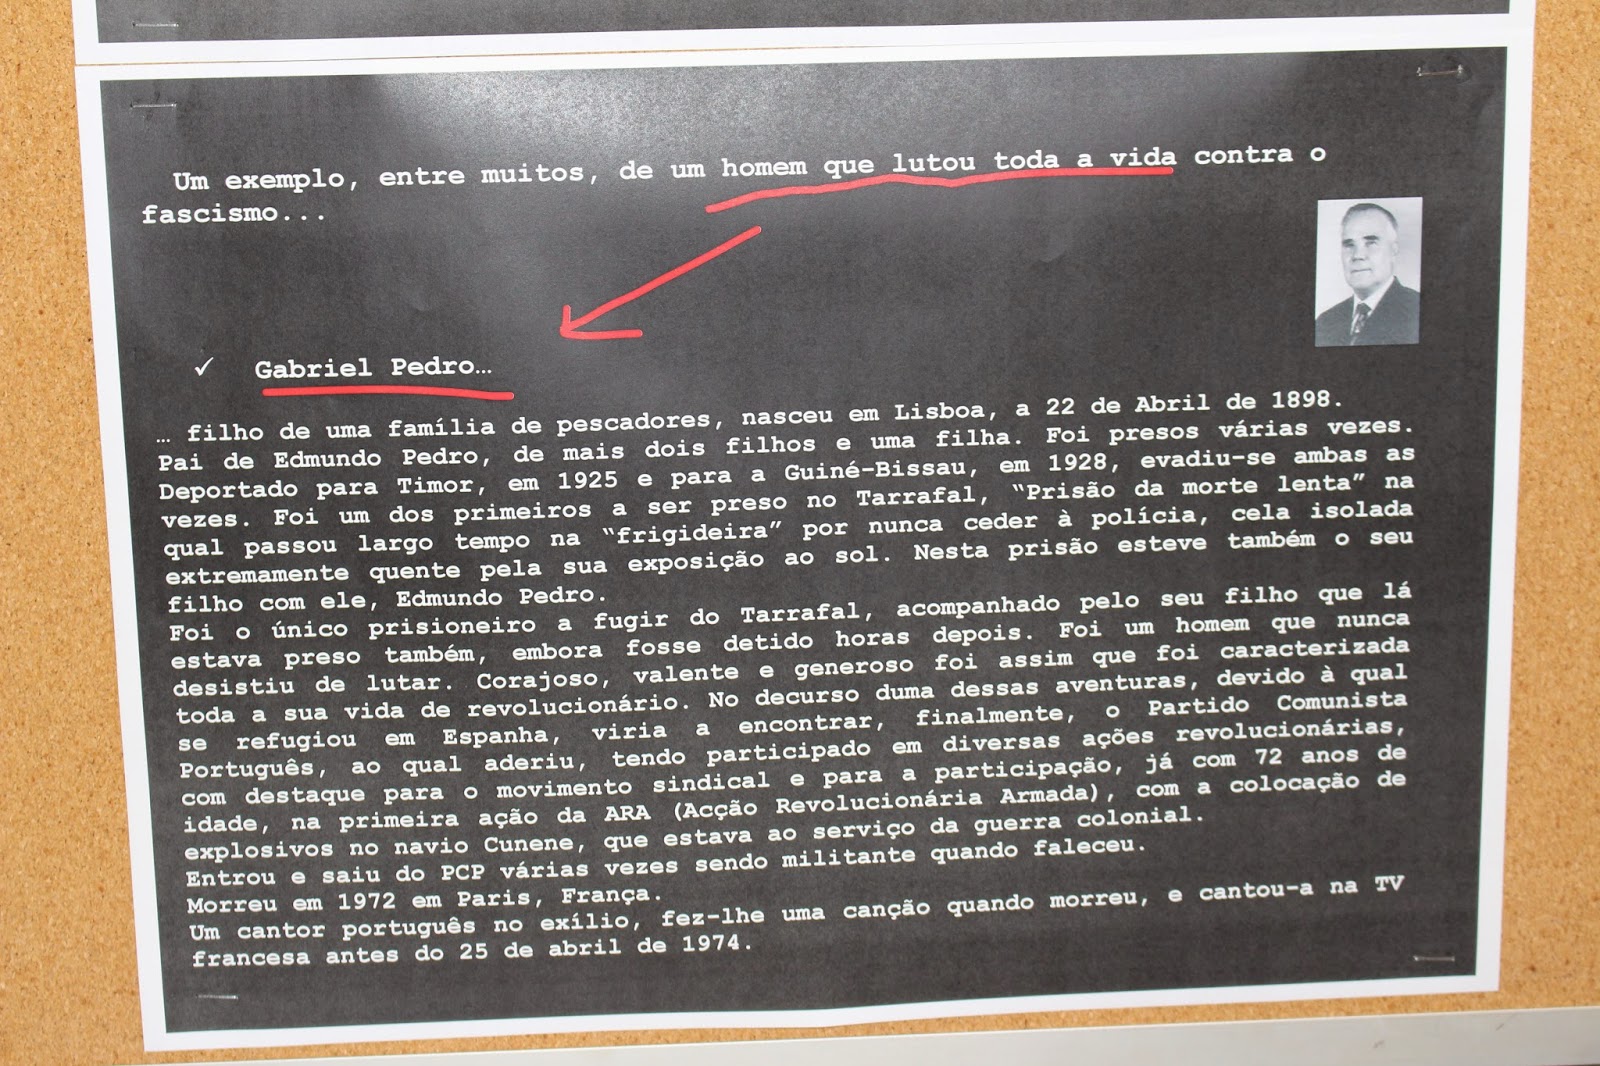 Um exemplo, entre muitos, de um homem que lutou toda a vida contra o
fascismo...
✓ Gabriel Pedro…
… filho de uma família de pescadores, nasceu em Lisboa, a 22 de Abril de 1898.
Pai de Edmundo Pedro, de mais dois filhos e uma filha. Foi presos várias vezes.
Deportado para Timor, em 1925 e para a Guiné-Bissau, em 1928, evadiu-se ambas as
vezes. Foi um dos primeiros a ser preso no Tarrafal, “Prisão da morte lenta” na
qual passou largo tempo na “frigideira” por nunca ceder à polícia, cela isolada
extremamente quente pela sua exposição ao sol. Nesta prisão esteve também o seu
filho com ele, Edmundo Pedro.
Foi o único prisioneiro a fugir do Tarrafal, acompanhado pelo seu filho que lá
estava preso também, embora fosse detido horas depois. Foi um homem que nunca
desistiu de lutar. Corajoso, valente e generoso foi assim que foi caracterizada
toda a sua vida de revolucionário. No decurso duma dessas aventuras, devido à qual
se refugiou em Espanha, viria a encontrar, finalmente, o Partido Comunista
Português, ao qual aderiu, tendo participado em diversas ações revolucionárias,
com destaque para o movimento sindical e para a participação, já com 72 anos de
idade, na primeira ação da ARA (Acção Revolucionária Armada), com a colocação de
explosivos no navio Cunene, que estava ao serviço da guerra colonial.
Entrou e saiu do PCP várias vezes sendo militante quando faleceu.
Morreu em 1972 em Paris, França.
Um cantor português no exílio, fez-lhe uma canção quando morreu, e cantou-a na TV
francesa antes do 25 de abril de 1974.